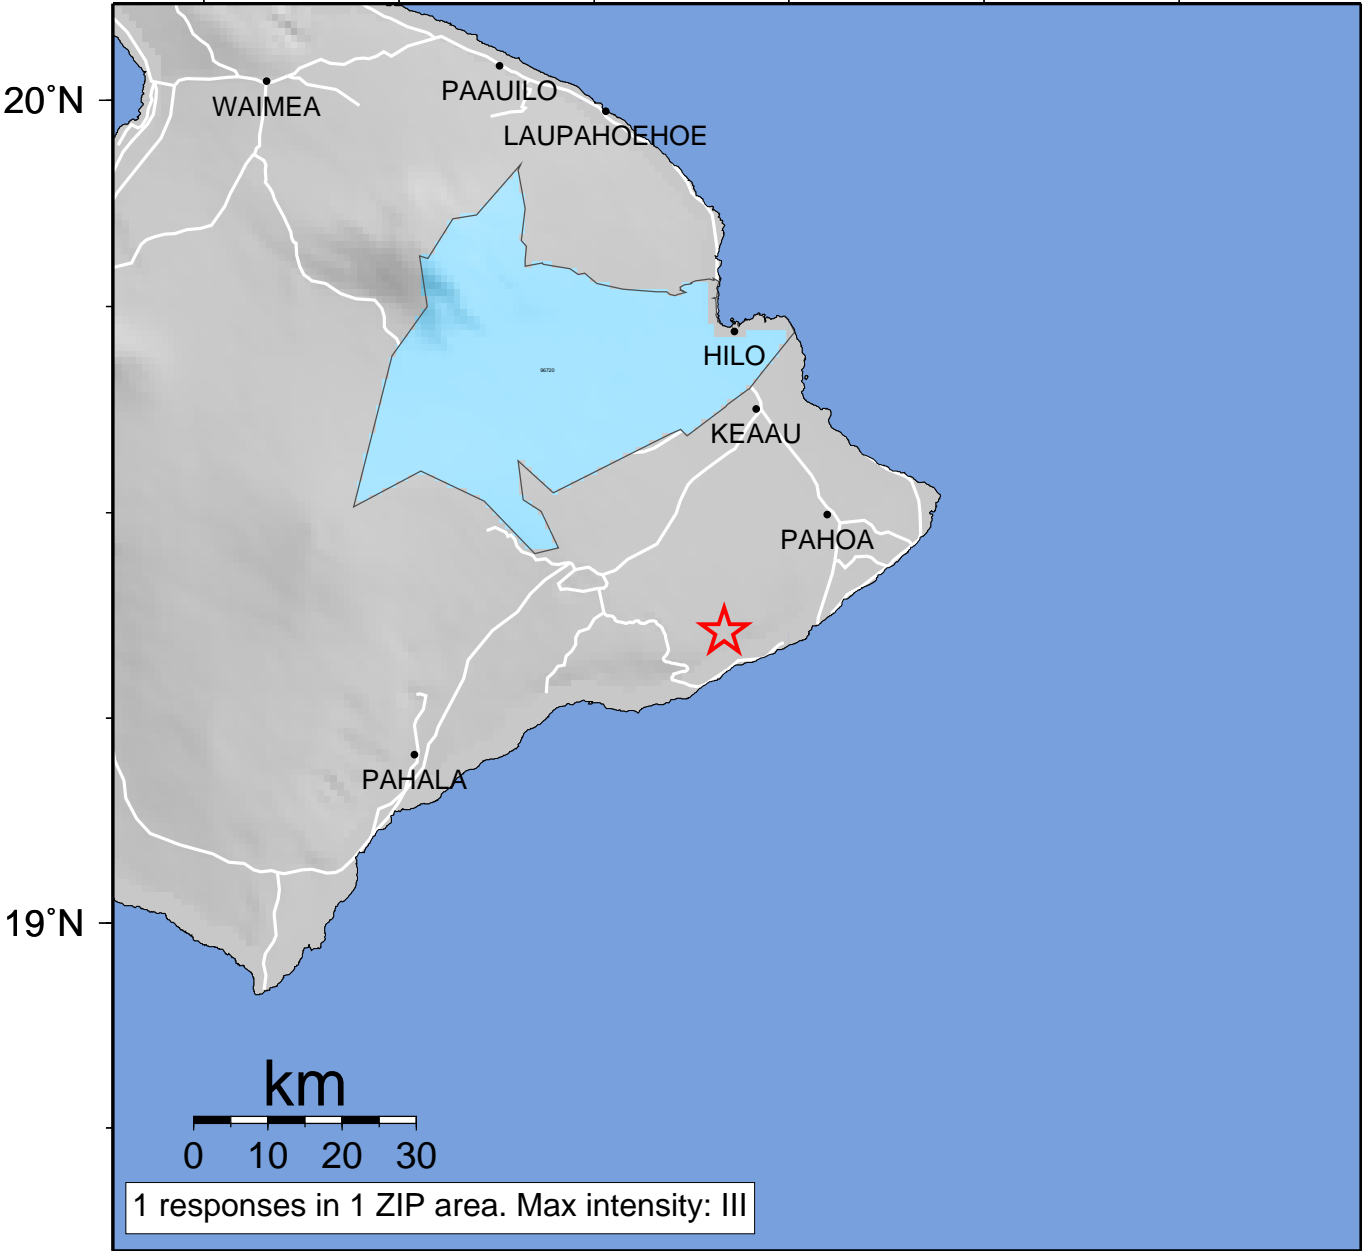 20°N
WAIMEA
PAAUILO
LAUPAHOEHOE
96720
HILO
KEAAU
PAHOA
PAHALA
19°N
km
0 10 20 30
1 responses in 1 ZIP area. Max intensity: III